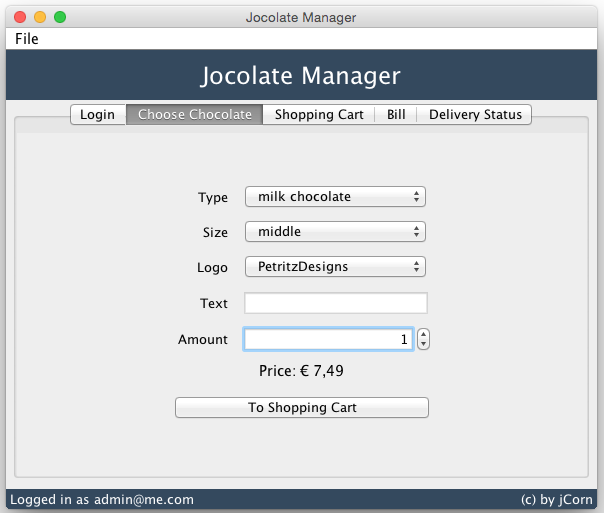 Jocolate Manager
File
Jocolate Manager
Login Choose Chocolate Shopping Cart Bill Delivery Status
Type milk chocolate
Size middle
Logo PetritzDesigns
Text
Amount 1
Price: € 7,49
To Shopping Cart
Logged in as admin@me.com (c) by jCorn